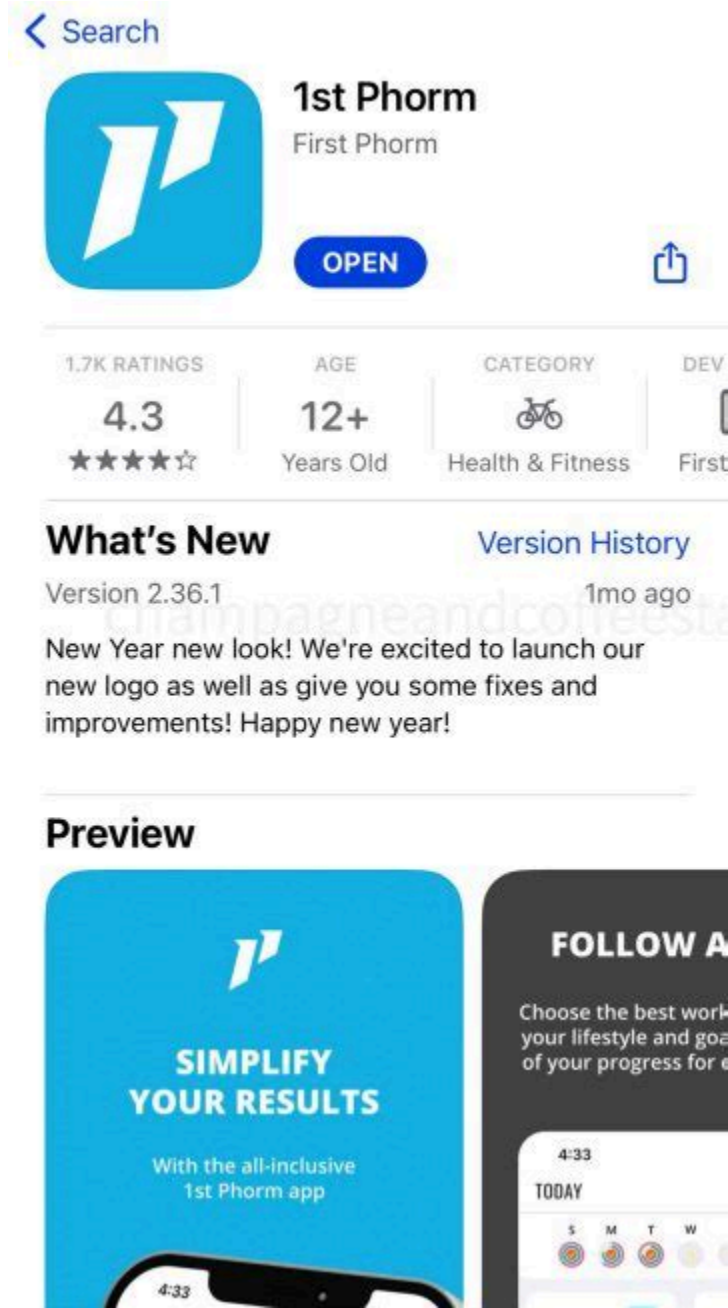 Search
1st Phorm
First Phorm
OPEN
1.7K RATINGS
4.3
AGE
12+
Years Old
CATEGORY
Health & Fitness
DEV
First
What's New
Version History
Version 2.36.1
1mo ago
champagneandcoffeesta
New Year new look! We're excited to launch our
new logo as well as give you some fixes and
improvements! Happy new year!
Preview
SIMPLIFY
YOUR RESULTS
With the all-inclusive
1st Phorm app
4:33
FOLLOW A
Choose the best work
your lifestyle and goa
of your progress for e
4:33
TODAY
S M T W